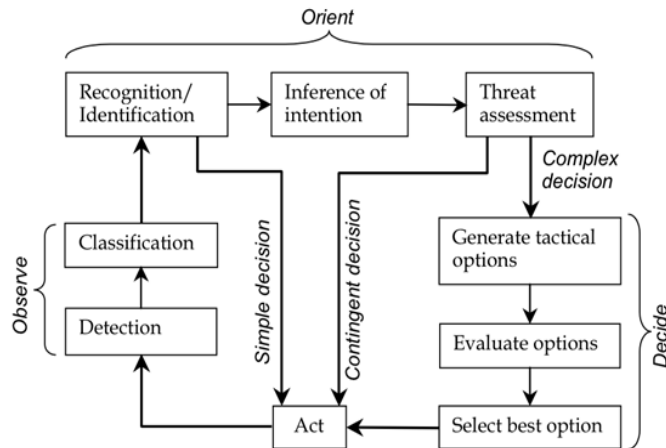 Orient
Recognition/
Identification
Inference of
intention
Threat
assessment
Complex
decision
Observe
Classification
Detection
Simple decision
Contingent decision
Generate tactical
options
Evaluate options
Select best option
Decide
Act